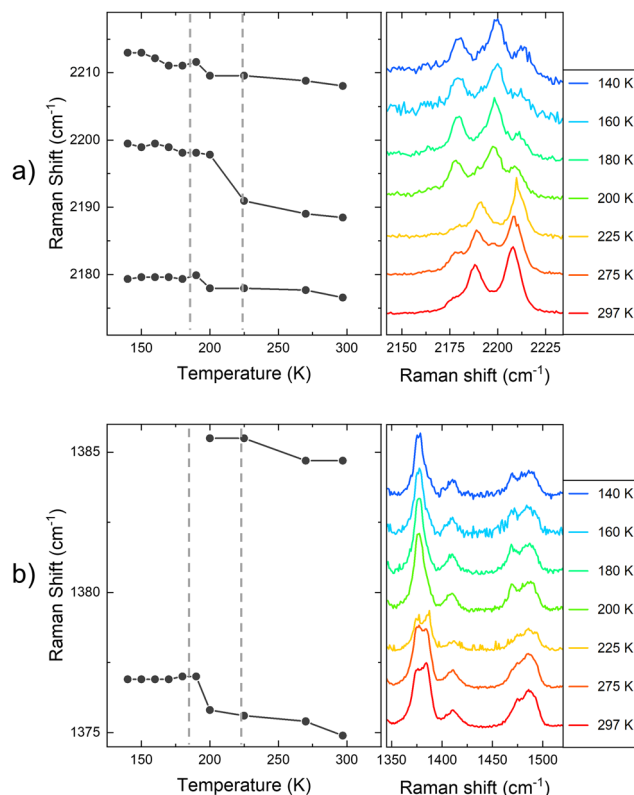 a)
Raman Shift (cm-1)
2210
2200
2190
2180
150
200
250
300
Temperature (K)
140 K
160 K
180 K
200 K
225 K
275 K
297 K
2150
2175
2200
2225
Raman shift (cm-1)
b)
Raman Shift (cm-1)
1385
1380
1375
150
200
250
300
Temperature (K)
140 K
160 K
180 K
200 K
225 K
275 K
297 K
1350
1400
1450
1500
Raman shift (cm-1)